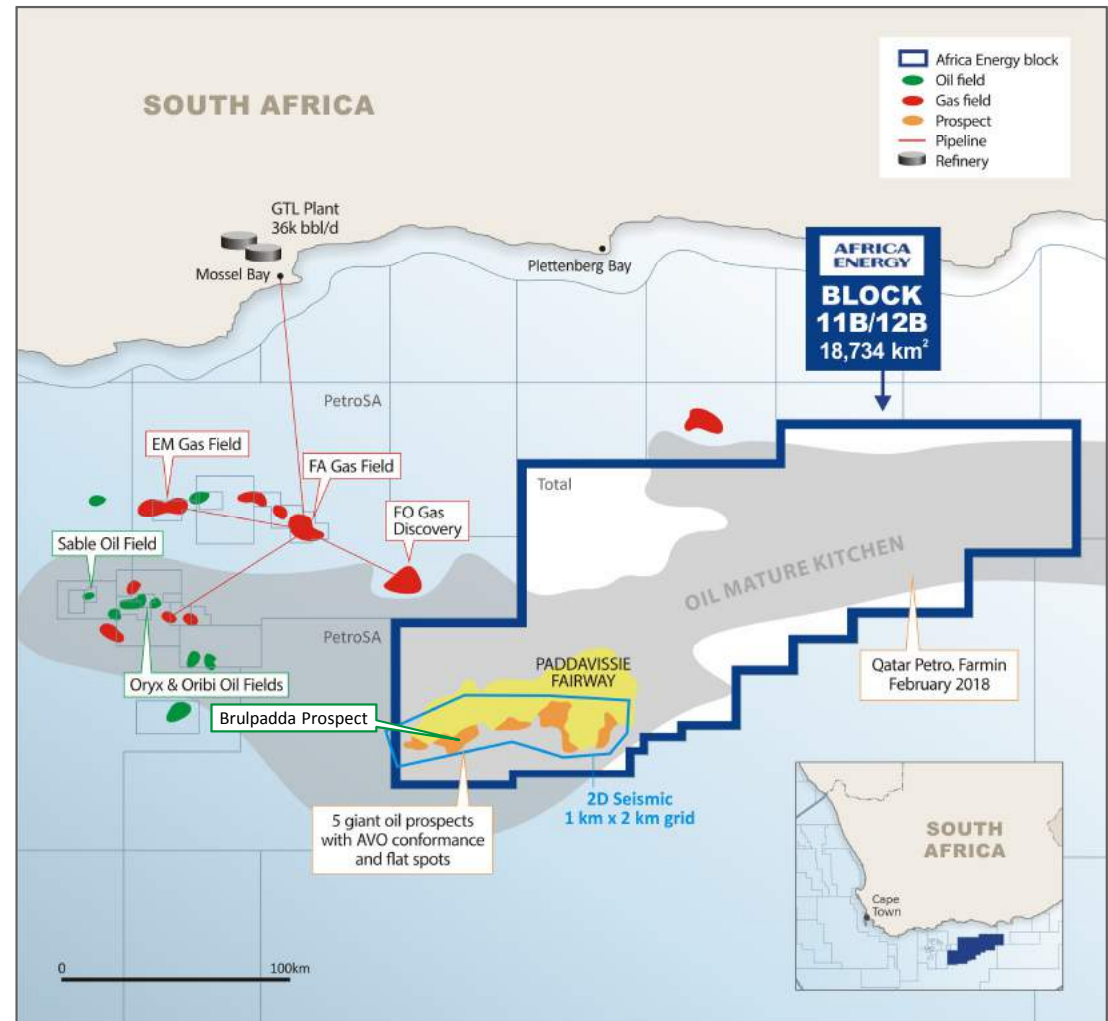 SOUTH AFRICA
Africa Energy block
Oil field
Gas field
Prospect
Pipeline
Refinery
GTL Plant
36k bbl/d
Mossel Bay
Plettenberg Bay
AFRICA
ENERGY
BLOCK
11B/12B
18,734 km²
PetroSA
EM Gas Field
FA Gas Field
Total
FO Gas
Discovery
Sable Oil Field
OIL MATURE KITCHEN
PetroSA
PADDAVISSIE
FAIRWAY
Qatar Petro. Farmin
February 2018
Oryx & Oribi Oil Fields
Brulpadda Prospect
2D Seismic
1 km x 2 km grid
5 giant oil prospects
with AVO conformance
and flat spots
SOUTH
AFRICA
Cape
Town
0 100km